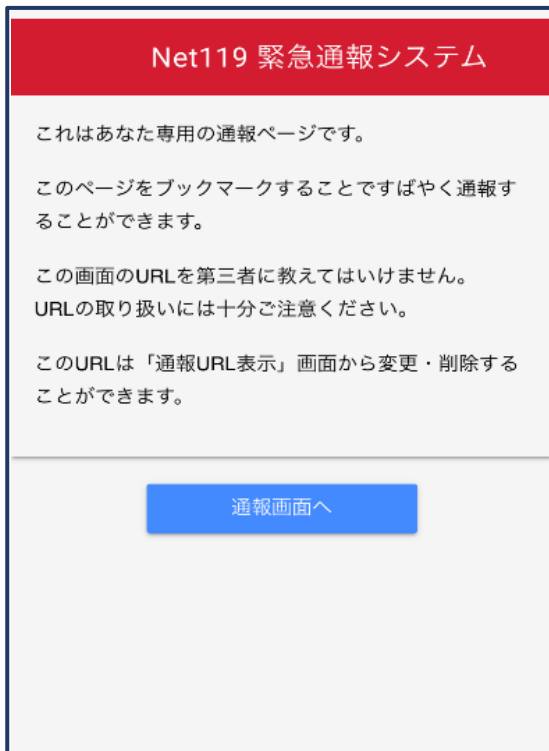 Net119 緊急通報システム
これはあなた専用の通報ページです。
このページをブックマークすることですばやく通報す
ることができます。
この画面のURLを第三者に教えてはいけません。
URLの取り扱いには十分ご注意ください。
このURLは「通報URL表示」画面から変更・削除する
ことができます。
通報画面へ